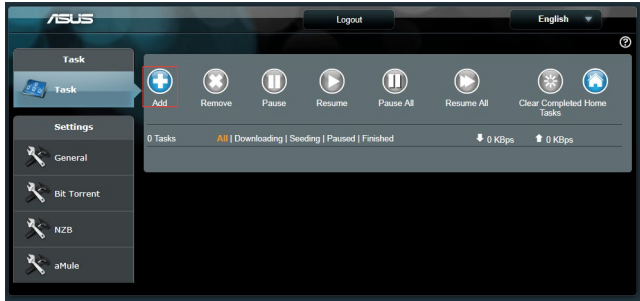 ASUS
Logout
English
?
Task
Task
Settings
General
Bit Torrent
NZB
aMule
Add
Remove
Pause
Resume
Pause All
Resume All
Clear Completed Home
Tasks
0 Tasks All | Downloading | Seeding | Paused | Finished 0 KBps 0 KBps